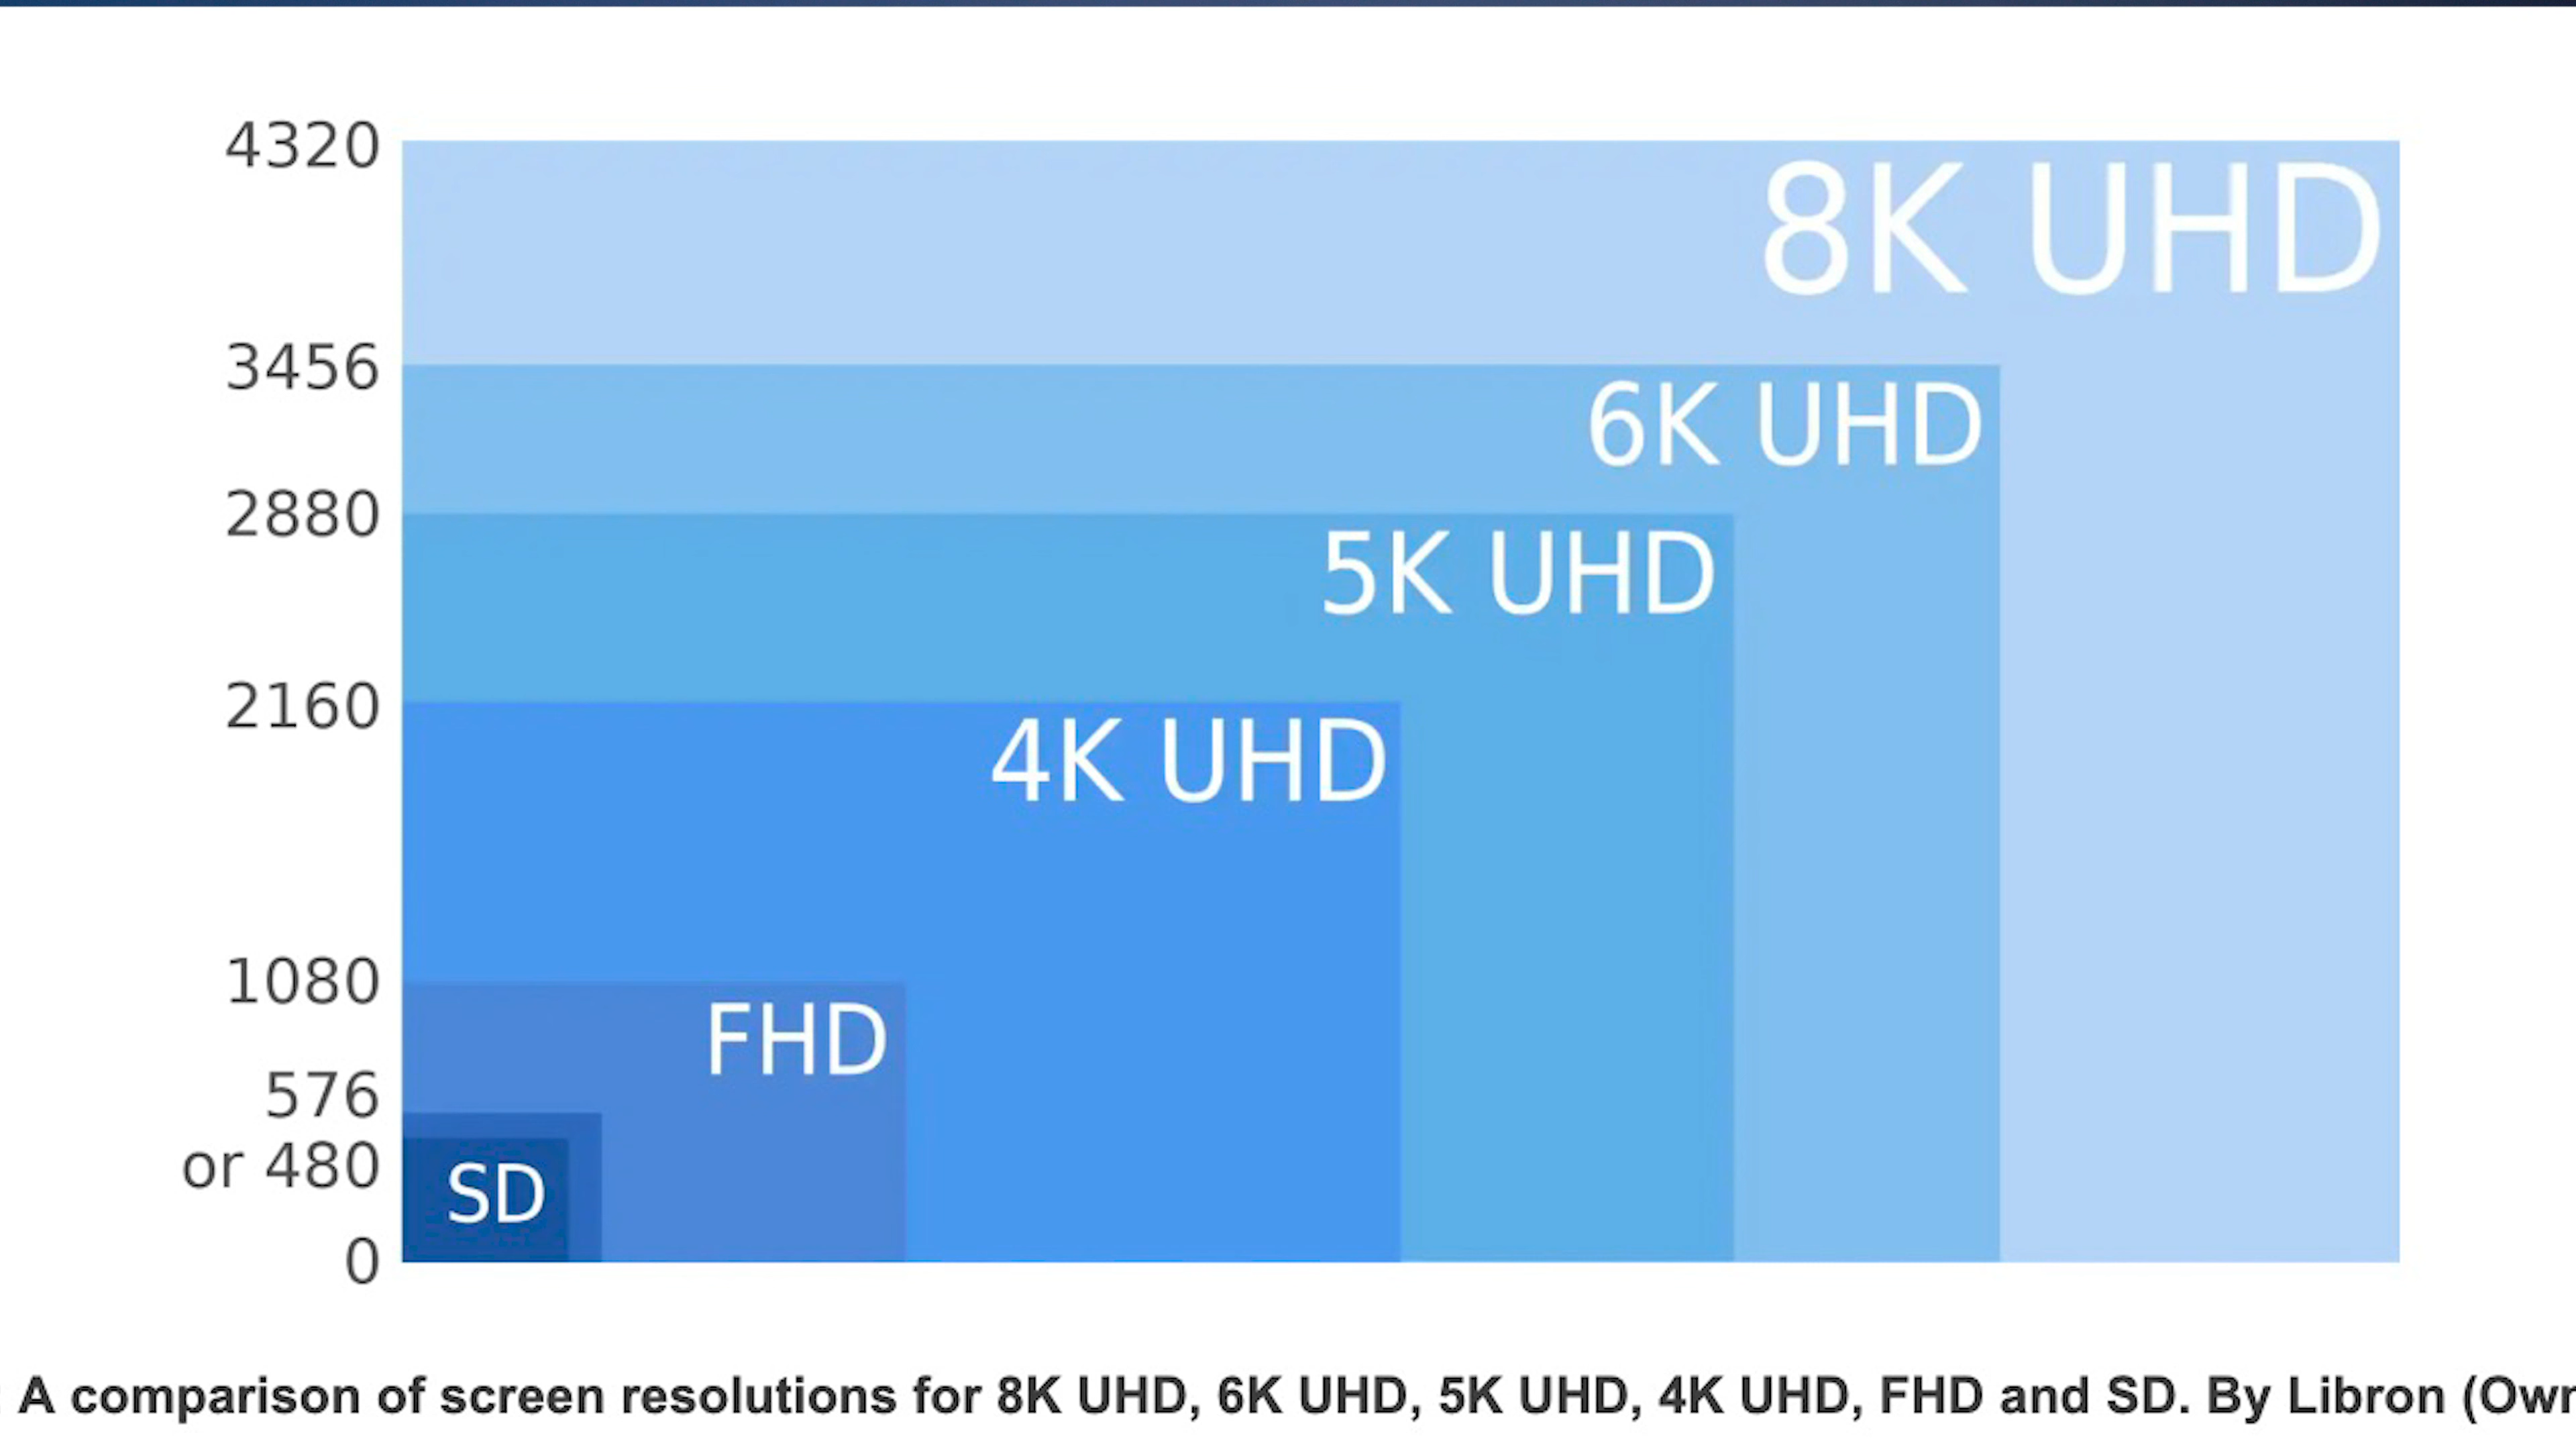 4320
8K UHD
3456
6K UHD
2880
5K UHD
2160
4K UHD
1080
FHD
576
or 480
SD
0
A comparison of screen resolutions for 8K UHD, 6K UHD, 5K UHD, 4K UHD, FHD and SD. By Libron (Own